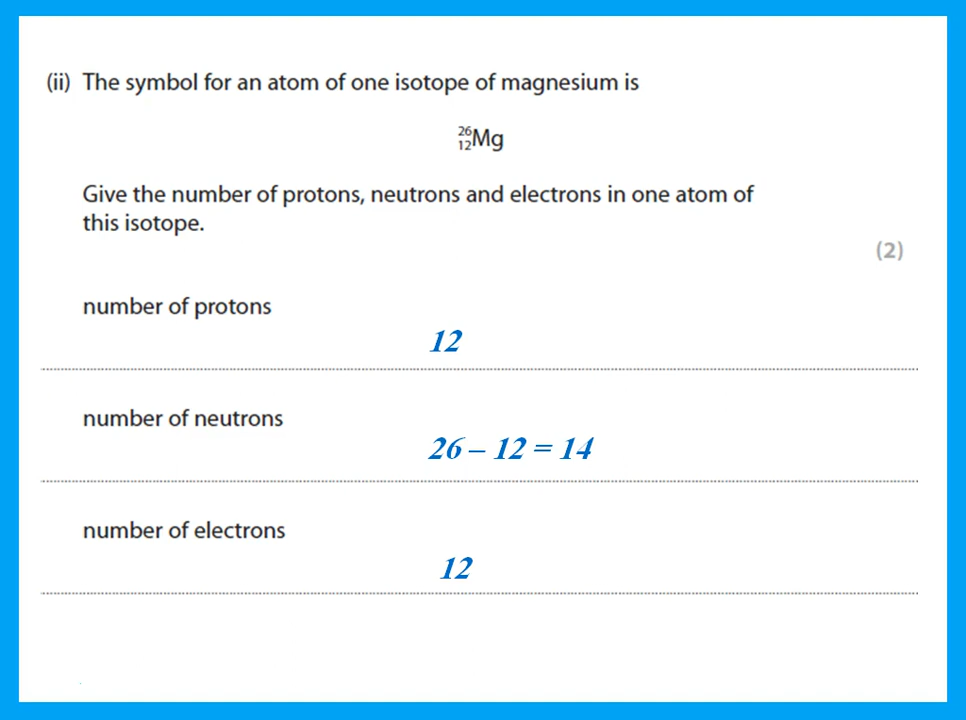 (ii) The symbol for an atom of one isotope of magnesium is
²⁶₁₂Mg
Give the number of protons, neutrons and electrons in one atom of
this isotope.
(2)
number of protons
12
number of neutrons
26 – 12 = 14
number of electrons
12